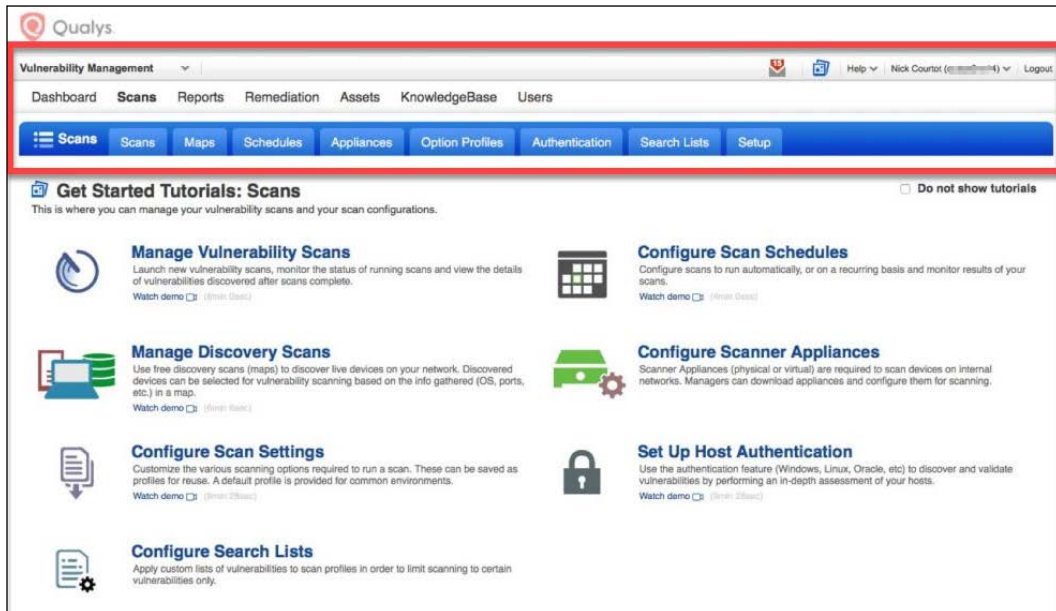 Qualys.
Vulnerability Management
15
Help Nick Courtot ( ) Logout
Dashboard Scans Reports Remediation Assets KnowledgeBase Users
Scans Scans Maps Schedules Appliances Option Profiles Authentication Search Lists Setup
Get Started Tutorials: Scans
Do not show tutorials
This is where you can manage your vulnerability scans and your scan configurations.
Manage Vulnerability Scans
Launch new vulnerability scans, monitor the status of running scans and view the details
of vulnerabilities discovered after scans complete.
Watch demo
Configure Scan Schedules
Configure scans to run automatically, or on a recurring basis and monitor results of your
scans.
Watch demo
Manage Discovery Scans
Use free discovery scans (maps) to discover live devices on your network. Discovered
devices can be selected for vulnerability scanning based on the info gathered (OS, ports,
etc.) in a map.
Watch demo
Configure Scanner Appliances
Scanner Appliances (physical or virtual) are required to scan devices on internal
networks. Managers can download appliances and configure them for scanning.
Configure Scan Settings
Customize the various scanning options required to run a scan. These can be saved as
profiles for reuse. A default profile is provided for common environments.
Watch demo
Set Up Host Authentication
Use the authentication feature (Windows, Linux, Oracle, etc) to discover and validate
vulnerabilities by performing an in-depth assessment of your hosts.
Watch demo
Configure Search Lists
Apply custom lists of vulnerabilities to scan profiles in order to limit scanning to certain
vulnerabilities only.